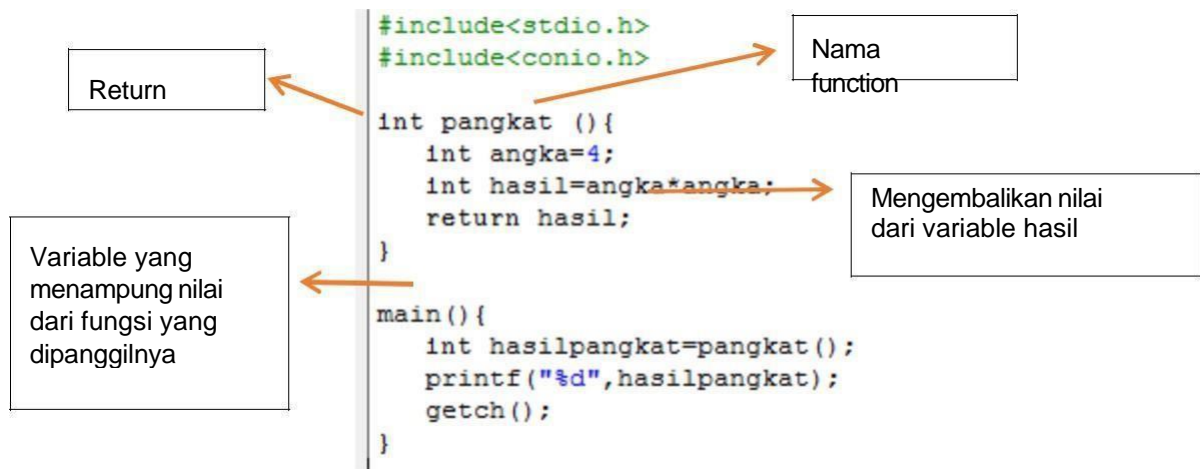 #include<stdio.h>
#include<conio.h>
Nama
function
Return
int pangkat (){
int angka=4;
int hasil=angka*angka;
return hasil;
}
Mengembalikan nilai
dari variable hasil
Variable yang
menampung nilai
dari fungsi yang
dipanggilnya
main(){
int hasilpangkat=pangkat();
printf("%d",hasilpangkat);
getch();
}